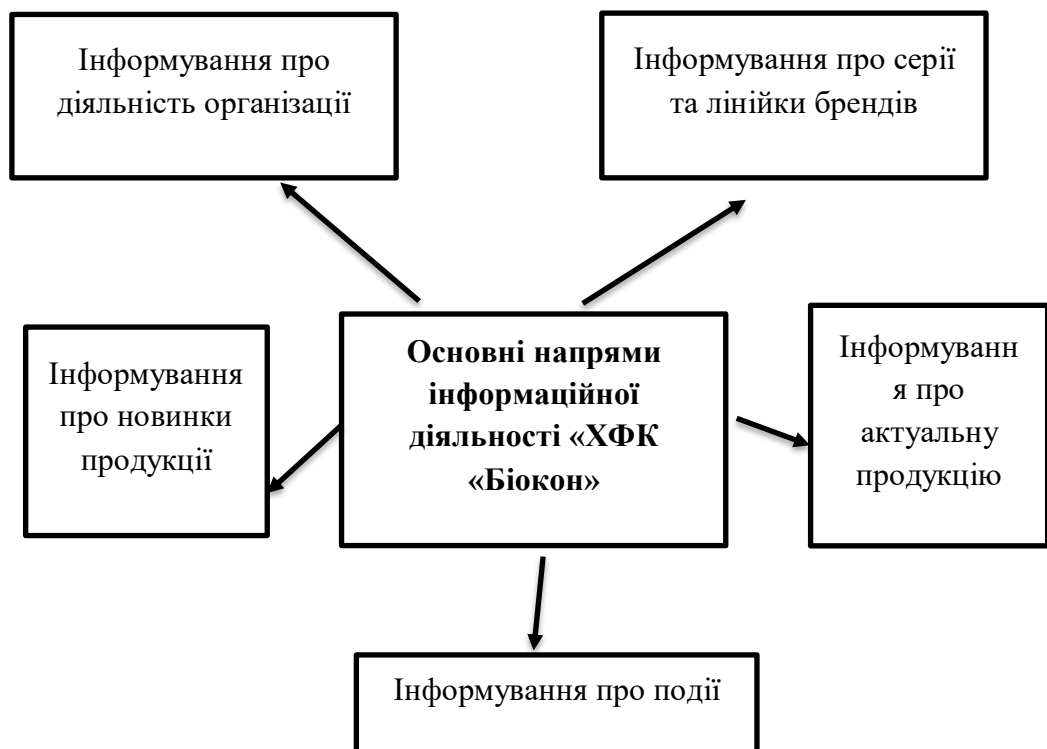 Інформування про
діяльність організації
Інформування про серії
та лінійки брендів
Інформування
про новинки
продукції
Основні напрями
інформаційної
діяльності «ХФК
«Біокон»
Інформуванн
я про
актуальну
продукцію
Інформування про події